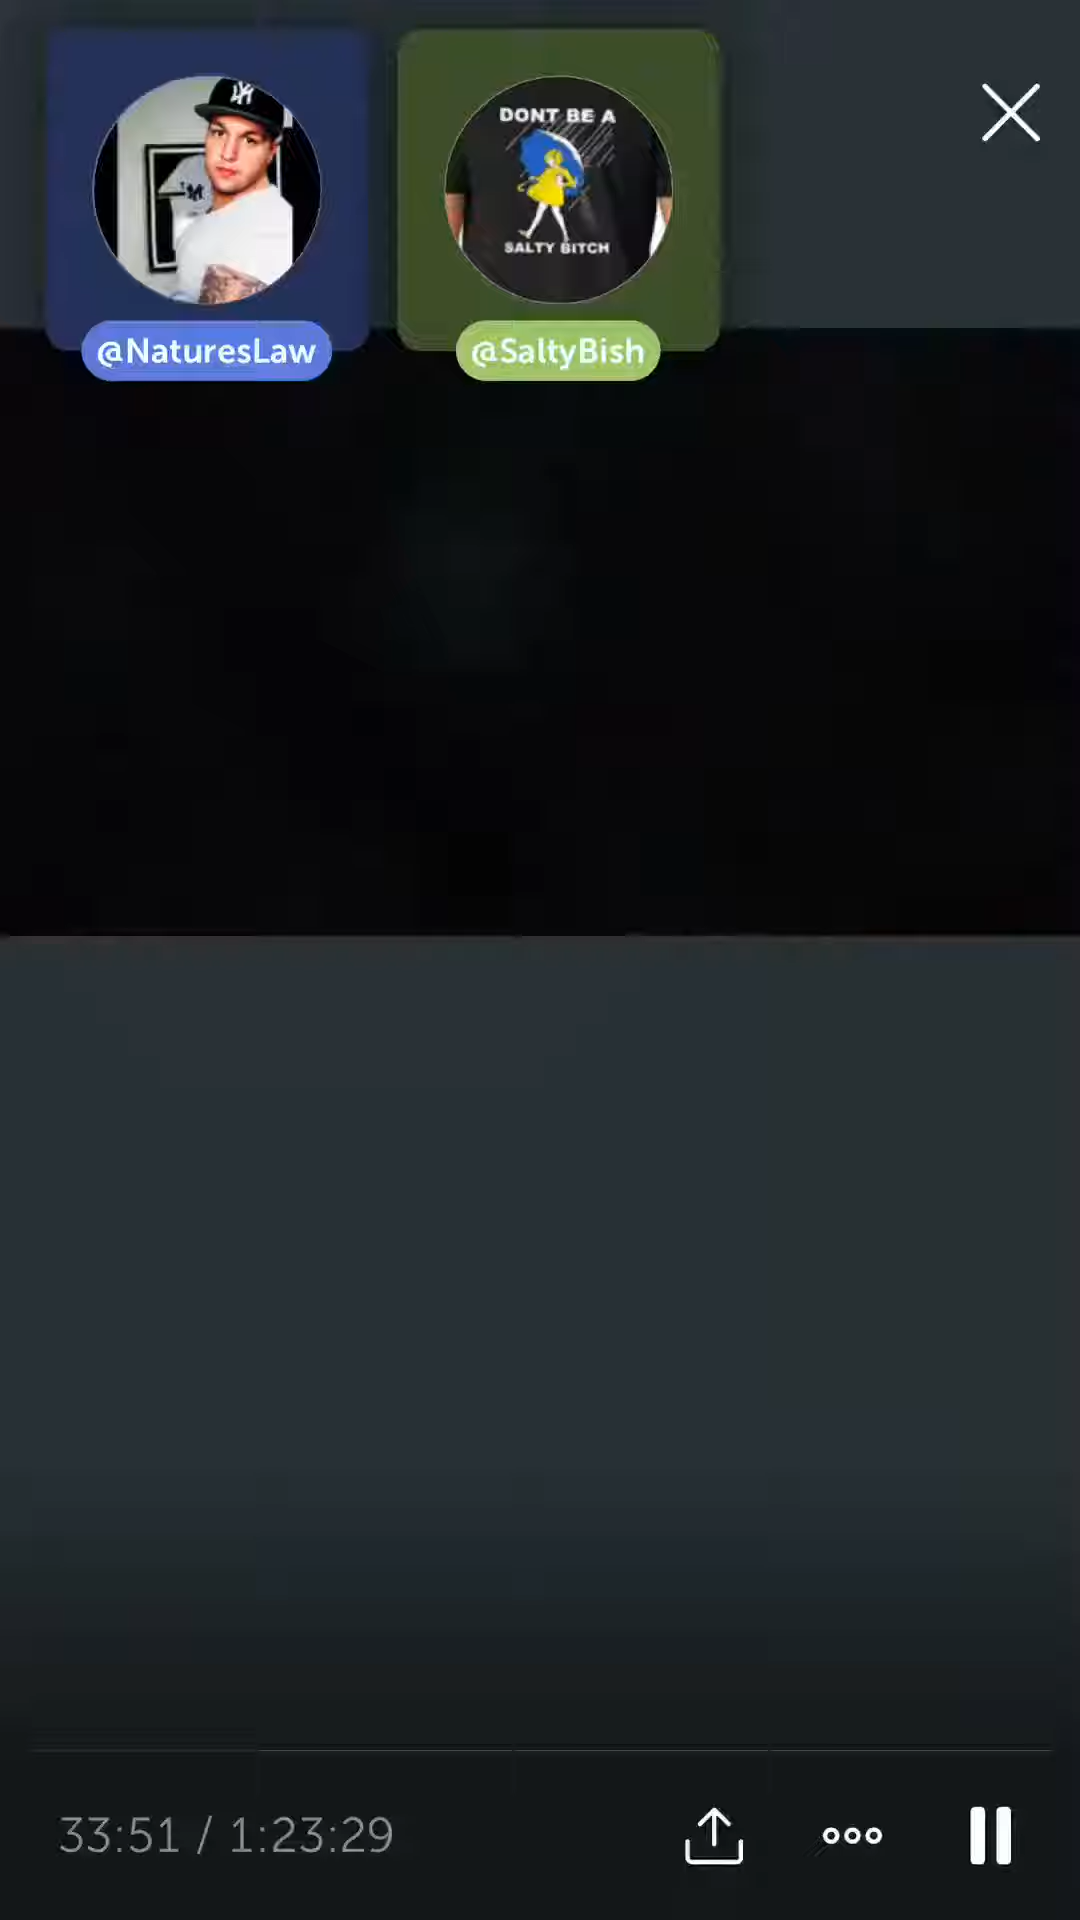 DONT BE A
SALTY BITCH
@NaturesLaw
@SaltyBish
33:51 / 1:23:29